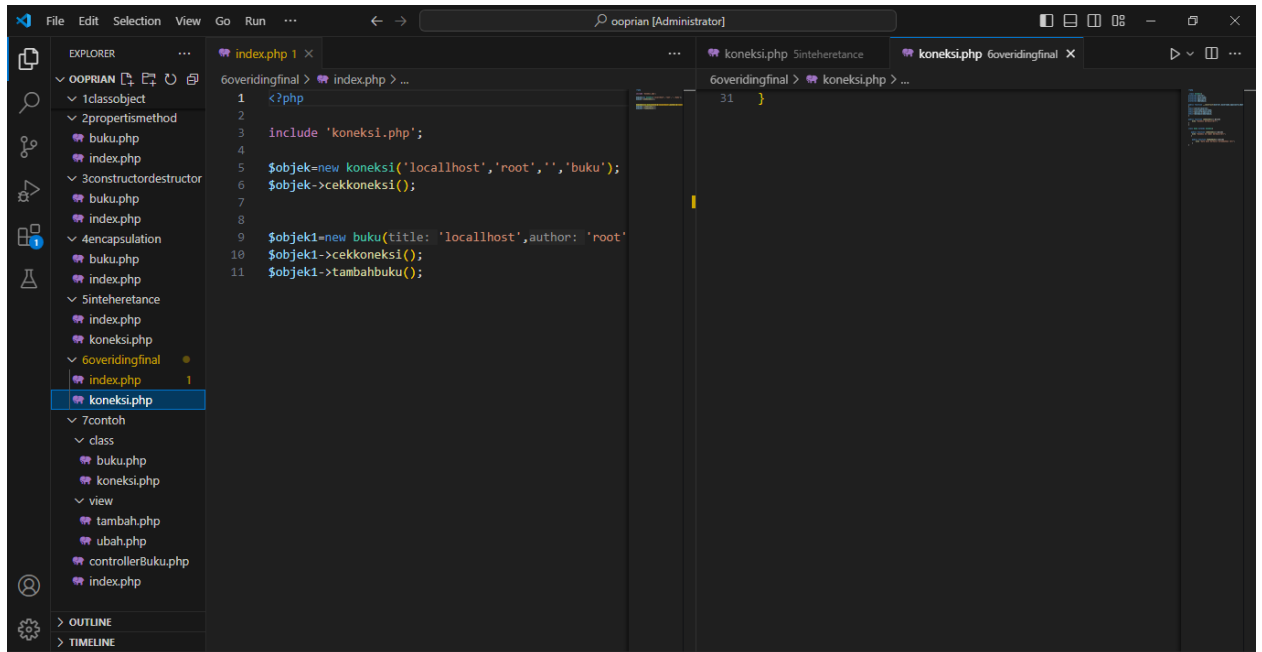 File Edit Selection View Go Run ··· ← → ooprian [Administrator]
EXPLORER ···
OOPRIAN
1classobject
2propertismethod
buku.php
index.php
3constructordestructor
buku.php
index.php
4encapsulation
buku.php
index.php
5inteheretance
index.php
koneksi.php
6overidingfinal
index.php 1
koneksi.php
7contoh
class
buku.php
koneksi.php
view
tambah.php
ubah.php
controllerBuku.php
index.php
OUTLINE
TIMELINE
1
index.php 1 ···
6overidingfinal > index.php > ...
1 <?php
2
3 include 'koneksi.php';
4
5 $objek=new koneksi('locallhost','root','','buku');
6 $objek->cekkoneksi();
7
8
9 $objek1=new buku(title: 'locallhost',author: 'root'
10 $objek1->cekkoneksi();
11 $objek1->tambahbuku();
koneksi.php 5inteheretance koneksi.php 6overidingfinal ···
6overidingfinal > koneksi.php > ...
31 }